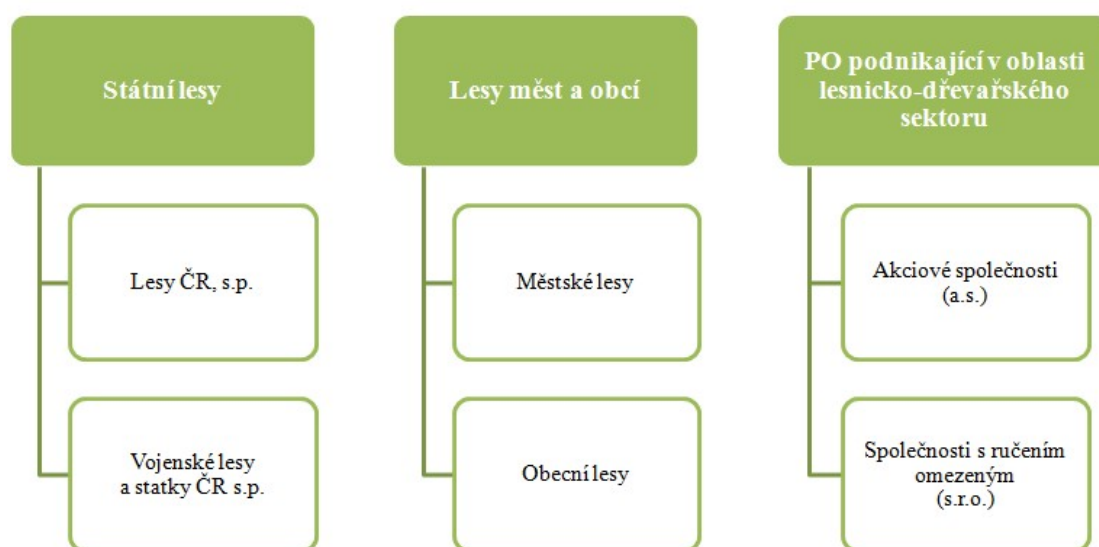 Státní lesy
Lesy ČR, s.p.
Vojenské lesy
a statky ČR s.p.
Lesy měst a obcí
Městské lesy
Obecní lesy
PO podnikající v oblasti
lesnicko-dřevařského
sektoru
Akciové společnosti
(a.s.)
Společnosti s ručením
omezeným
(s.r.o.)